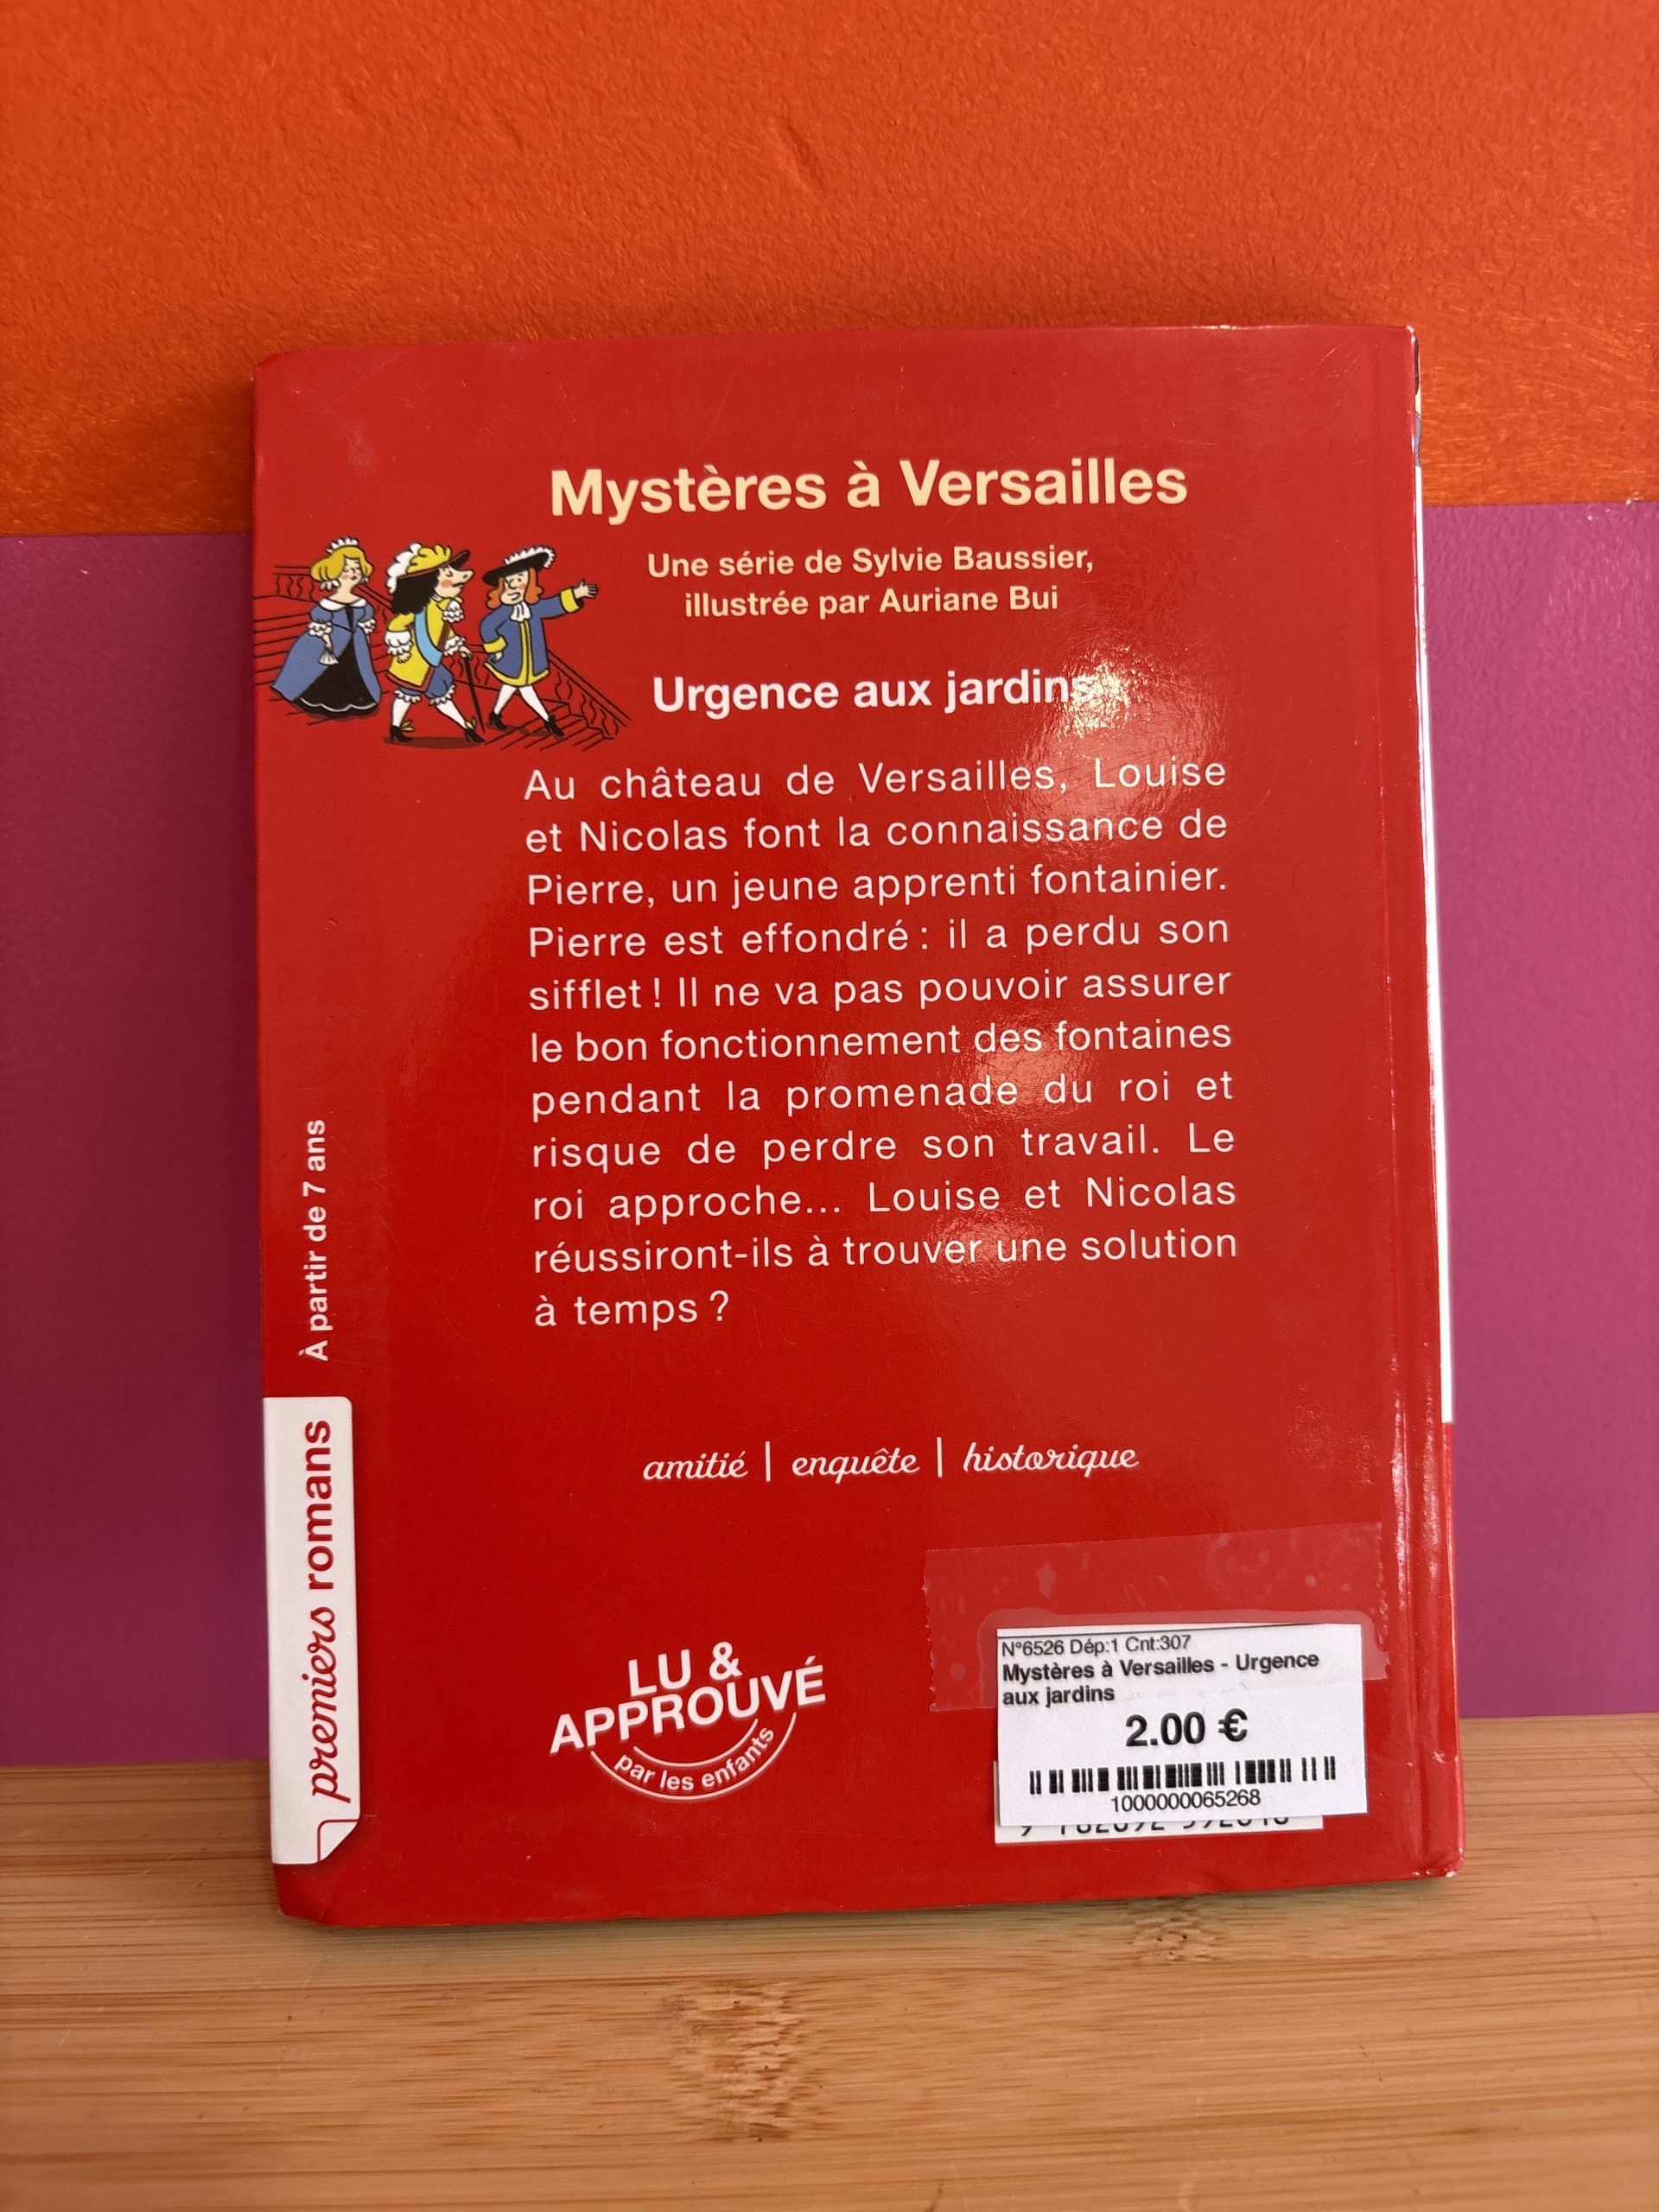 Mystères à Versailles
Une série de Sylvie Baussier,
illustrée par Auriane Bui
Urgence aux jardins
Au château de Versailles, Louise
et Nicolas font la connaissance de
Pierre, un jeune apprenti fontainier.
Pierre est effondré : il a perdu son
sifflet ! Il ne va pas pouvoir assurer
le bon fonctionnement des fontaines
pendant la promenade du roi et
risque de perdre son travail. Le
roi approche... Louise et Nicolas
réussiront-ils à trouver une solution
à temps ?
À partir de 7 ans
premiers romans
amitié | enquête | historique
LU &
APPROUVÉ
par les enfants
N°6526 Dép:1 Cnt:307
Mystères à Versailles - Urgence
aux jardins
2.00 €
1000000065268